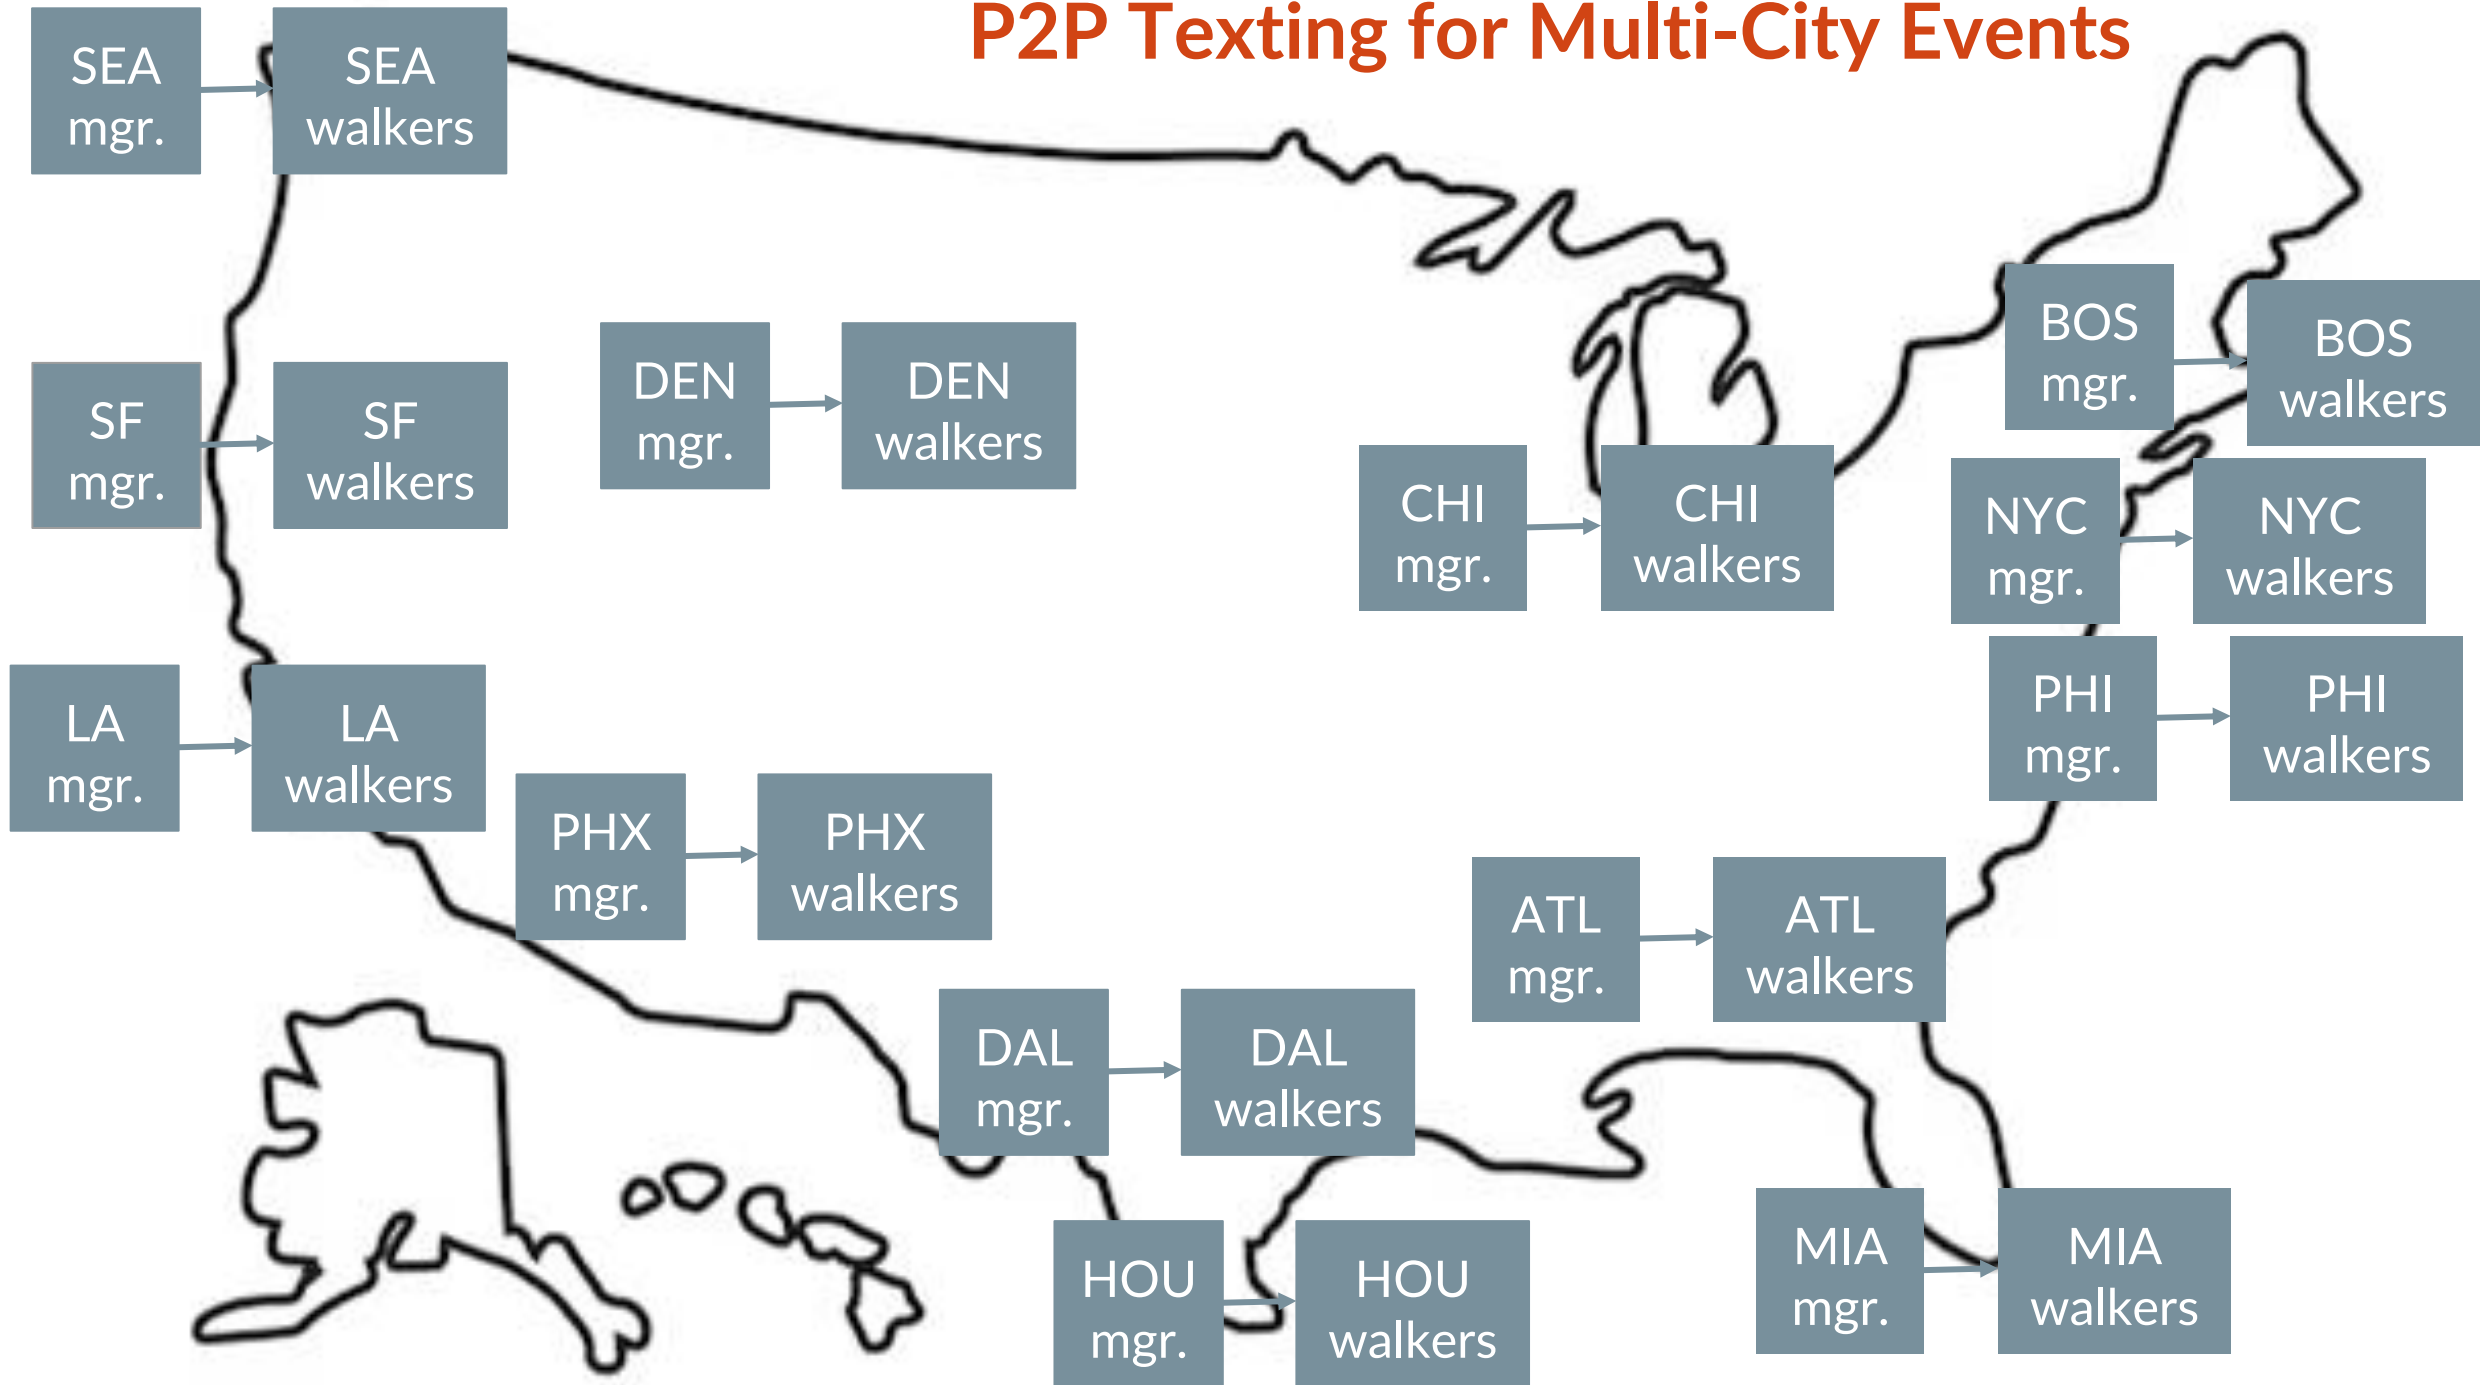 P2P Texting for Multi-City Events
SEA
mgr.
SEA
walkers
SF
mgr.
SF
walkers
DEN
mgr.
DEN
walkers
BOS
mgr.
BOS
walkers
CHI
mgr.
CHI
walkers
NYC
mgr.
NYC
walkers
LA
mgr.
LA
walkers
PHI
mgr.
PHI
walkers
PHX
mgr.
PHX
walkers
ATL
mgr.
ATL
walkers
DAL
mgr.
DAL
walkers
HOU
mgr.
HOU
walkers
MIA
mgr.
MIA
walkers